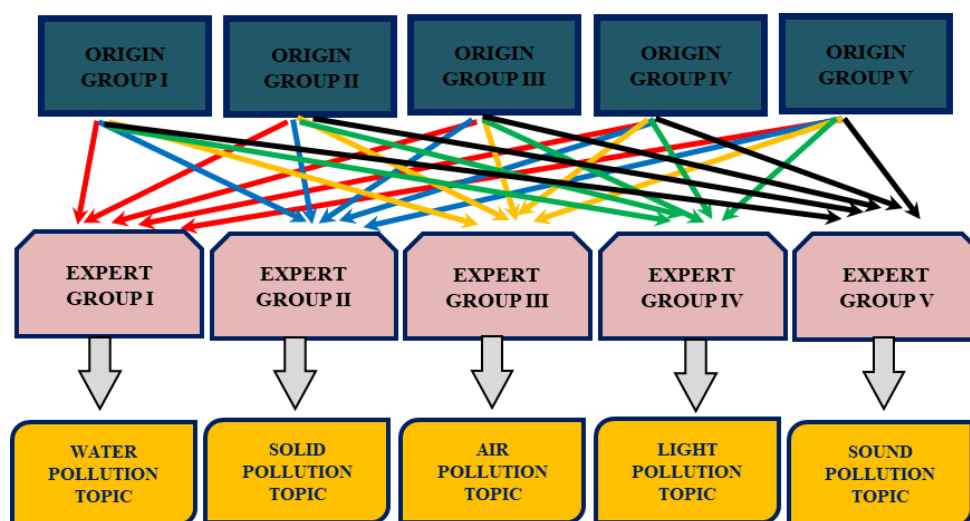 ORIGIN
GROUP I
ORIGIN
GROUP II
ORIGIN
GROUP III
ORIGIN
GROUP IV
ORIGIN
GROUP V
EXPERT
GROUP I
EXPERT
GROUP II
EXPERT
GROUP III
EXPERT
GROUP IV
EXPERT
GROUP V
WATER
POLLUTION
TOPIC
SOLID
POLLUTION
TOPIC
AIR
POLLUTION
TOPIC
LIGHT
POLLUTION
TOPIC
SOUND
POLLUTION
TOPIC